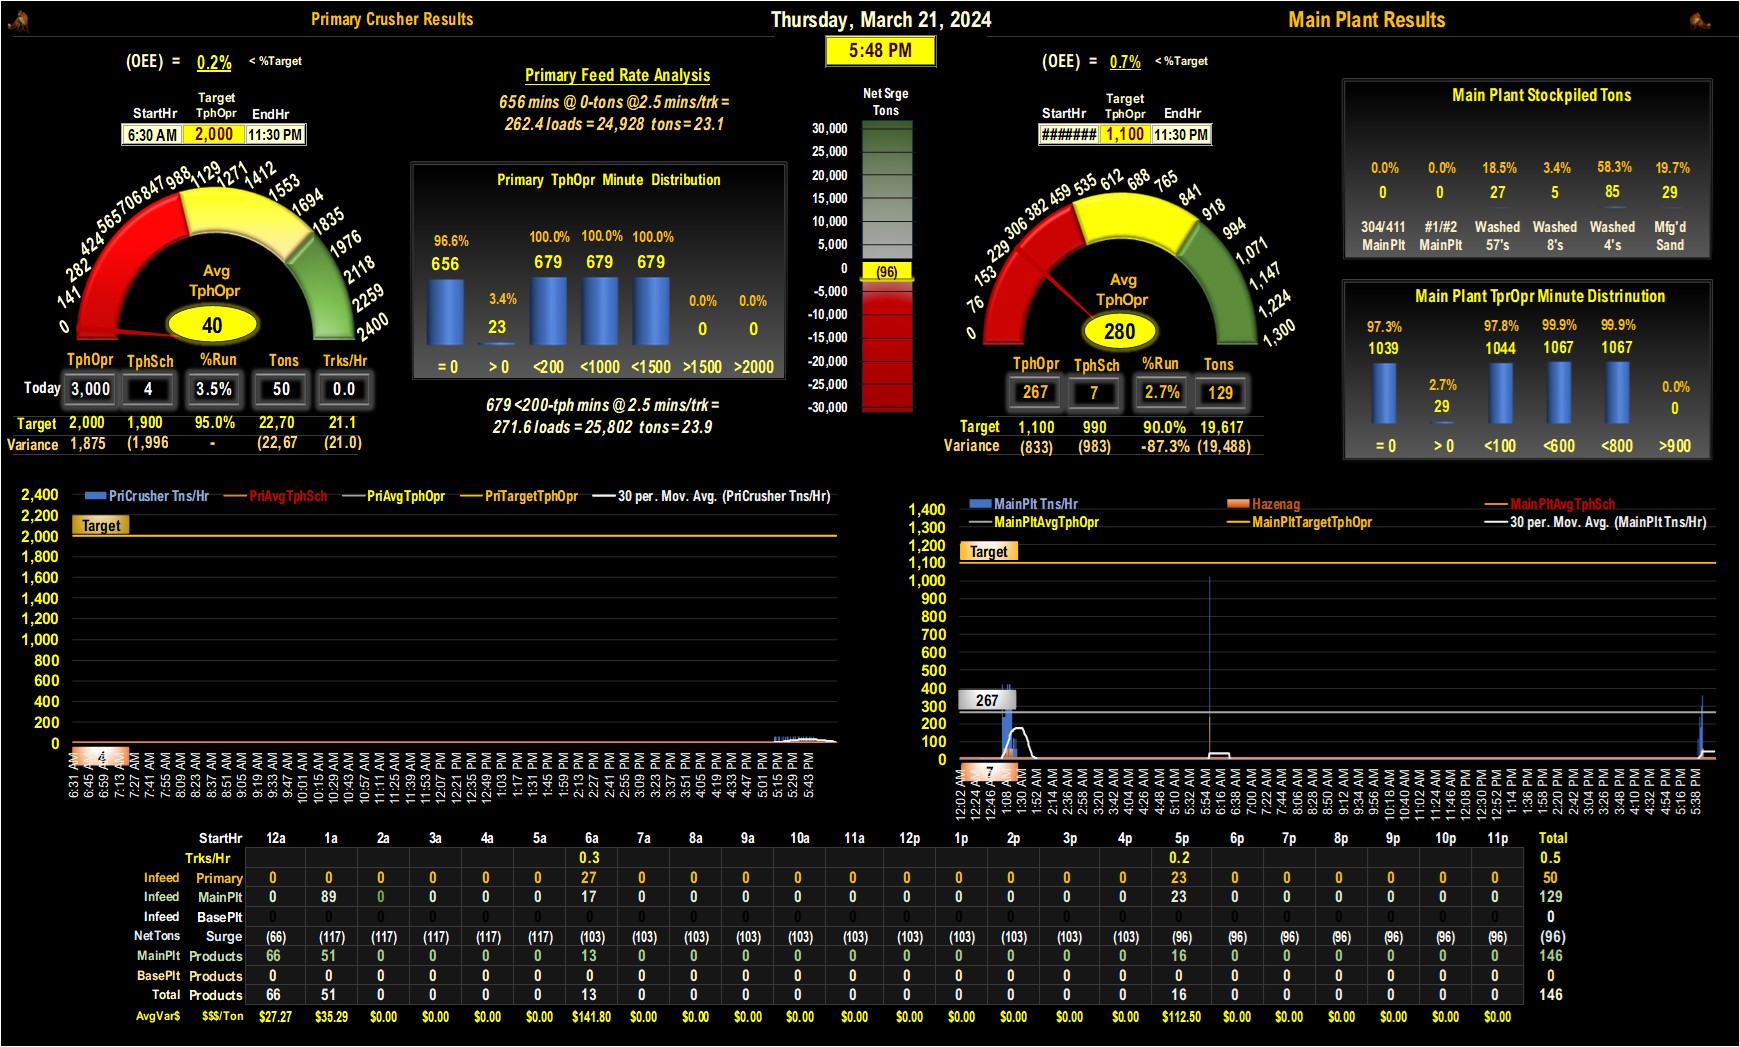 Primary Crusher Results
Thursday, March 21, 2024
Main Plant Results
5:48 PM
(OEE) = 0.2% < %Target
Target
StartHr TphOpr EndHr
6:30 AM 2,000 11:30 PM
0 141 282 424 565 706 847 988 1129 1271 1412 1553 1694 1835 1976 2118 2259 2400
Avg
TphOpr
40
TphOpr TphSch %Run Tons Trks/Hr
Today 3,000 4 3.5% 50 0.0
Target 2,000 1,900 95.0% 22,70 21.1
Variance 1,875 (1,996 - (22,67 (21.0)
Primary Feed Rate Analysis
656 mins @ 0-tons @2.5 mins/trk =
262.4 loads = 24,928 tons = 23.1
Primary TphOpr Minute Distribution
96.6% 3.4% 100.0% 100.0% 100.0% 0.0% 0.0%
656 23 679 679 679 0 0
= 0 > 0 <200 <1000 <1500 >1500 >2000
679 <200-tph mins @ 2.5 mins/trk =
271.6 loads = 25,802 tons = 23.9
Net Srge
Tons
30,000
25,000
20,000
15,000
10,000
5,000
0
(96)
-5,000
-10,000
-15,000
-20,000
-25,000
-30,000
(OEE) = 0.7% < %Target
Target
StartHr TphOpr EndHr
####### 1,100 11:30 PM
0 76 153 229 306 382 459 535 612 688 765 841 918 994 1,071 1,147 1,224 1,300
Avg
TphOpr
280
TphOpr TphSch %Run Tons
267 7 2.7% 129
Target 1,100 990 90.0% 19,617
Variance (833) (983) -87.3% (19,488)
Main Plant Stockpiled Tons
0.0% 0.0% 18.5% 3.4% 58.3% 19.7%
0 0 27 5 85 29
304/411 #1/#2 Washed Washed Washed Mfg'd
MainPlt MainPlt 57's 8's 4's Sand
Main Plant TprOpr Minute Distrinution
97.3% 2.7% 97.8% 99.9% 99.9% 0.0%
1039 29 1044 1067 1067 0
= 0 > 0 <100 <600 <800 >900
PriCrusher Tns/Hr PriAvgTphSch PriAvgTphOpr PriTargetTphOpr 30 per. Mov. Avg. (PriCrusher Tns/Hr)
2,400
2,200
Target
2,000
1,800
1,600
1,400
1,200
1,000
800
600
400
200
0
4
6:31 AM 6:45 AM 6:59 AM 7:13 AM 7:27 AM 7:41 AM 7:55 AM 8:09 AM 8:23 AM 8:37 AM 8:51 AM 9:05 AM 9:19 AM 9:33 AM 9:47 AM 10:01 AM 10:15 AM 10:29 AM 10:43 AM 10:57 AM 11:11 AM 11:25 AM 11:39 AM 11:53 AM 12:07 PM 12:21 PM 12:35 PM 12:49 PM 1:03 PM 1:17 PM 1:31 PM 1:45 PM 1:59 PM 2:13 PM 2:27 PM 2:41 PM 2:55 PM 3:09 PM 3:23 PM 3:37 PM 3:51 PM 4:05 PM 4:19 PM 4:33 PM 4:47 PM 5:01 PM 5:15 PM 5:29 PM 5:43 PM
MainPlt Tns/Hr Hazenag MainPltAvgTphSch
MainPltAvgTphOpr MainPltTargetTphOpr 30 per. Mov. Avg. (MainPlt Tns/Hr)
1,400
1,300
1,200
Target
1,100
1,000
900
800
700
600
500
400
267
300
200
100
0
7
12:02 AM 12:24 AM 12:46 AM 1:08 AM 1:30 AM 1:52 AM 2:14 AM 2:36 AM 2:58 AM 3:20 AM 3:42 AM 4:04 AM 4:26 AM 4:48 AM 5:10 AM 5:32 AM 5:54 AM 6:16 AM 6:38 AM 7:00 AM 7:22 AM 7:44 AM 8:06 AM 8:28 AM 8:50 AM 9:12 AM 9:34 AM 9:56 AM 10:18 AM 10:40 AM 11:02 AM 11:24 AM 11:46 AM 12:08 PM 12:30 PM 12:52 PM 1:14 PM 1:36 PM 1:58 PM 2:20 PM 2:42 PM 3:04 PM 3:26 PM 3:48 PM 4:10 PM 4:32 PM 4:54 PM 5:16 PM 5:38 PM
StartHr 12a 1a 2a 3a 4a 5a 6a 7a 8a 9a 10a 11a 12p 1p 2p 3p 4p 5p 6p 7p 8p 9p 10p 11p Total
Trks/Hr 0.3 0.2 0.5
Infeed Primary 0 0 0 0 0 0 27 0 0 0 0 0 0 0 0 0 0 23 0 0 0 0 0 0 50
Infeed MainPlt 0 89 0 0 0 0 17 0 0 0 0 0 0 0 0 0 0 23 0 0 0 0 0 0 129
Infeed BasePlt 0 0 0 0 0 0 0 0 0 0 0 0 0 0 0 0 0 0 0 0 0 0 0 0 0
NetTons Surge (66) (117) (117) (117) (117) (117) (103) (103) (103) (103) (103) (103) (103) (103) (103) (103) (103) (96) (96) (96) (96) (96) (96) (96) (96)
MainPlt Products 66 51 0 0 0 0 13 0 0 0 0 0 0 0 0 0 0 16 0 0 0 0 0 0 146
BasePlt Products 0 0 0 0 0 0 0 0 0 0 0 0 0 0 0 0 0 0 0 0 0 0 0 0 0
Total Products 66 51 0 0 0 0 13 0 0 0 0 0 0 0 0 0 0 16 0 0 0 0 0 0 146
AvgVar$ $$$/Ton $27.27 $35.29 $0.00 $0.00 $0.00 $0.00 $141.80 $0.00 $0.00 $0.00 $0.00 $0.00 $0.00 $0.00 $0.00 $0.00 $0.00 $112.50 $0.00 $0.00 $0.00 $0.00 $0.00 $0.00